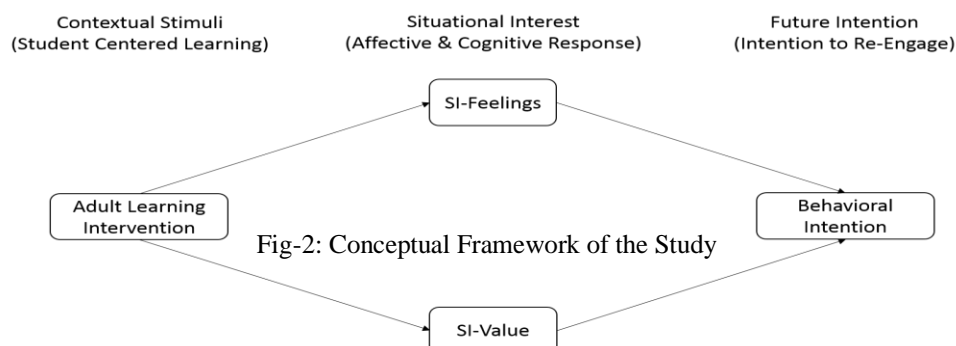 Contextual Stimuli
(Student Centered Learning)
Situational Interest
(Affective & Cognitive Response)
Future Intention
(Intention to Re-Engage)
SI-Feelings
Adult Learning
Intervention
Behavioral
Intention
Fig-2: Conceptual Framework of the Study
SI-Value